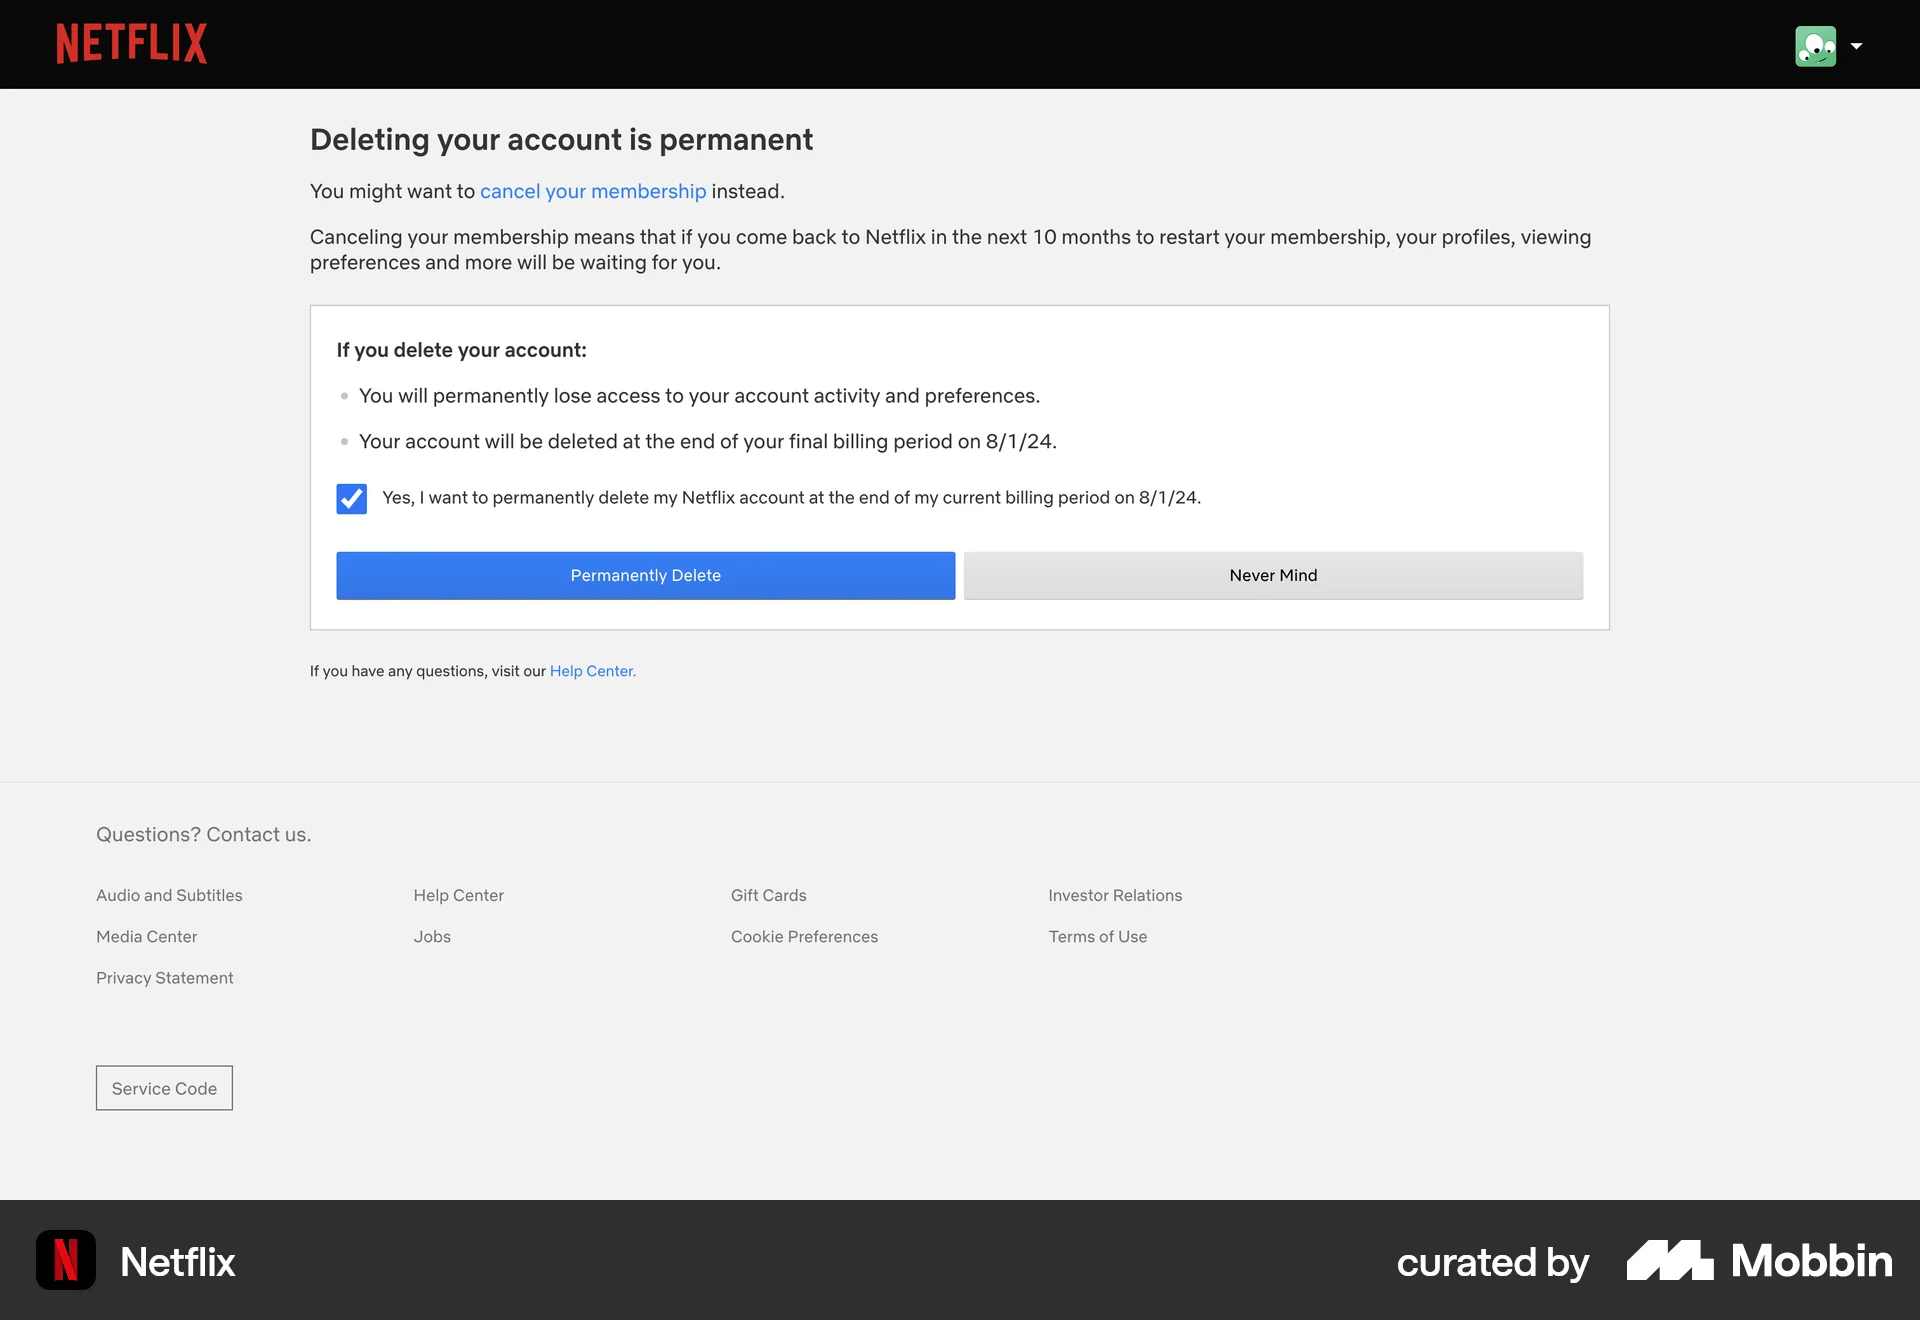 NETFLIX
Deleting your account is permanent
You might want to cancel your membership instead.
Canceling your membership means that if you come back to Netflix in the next 10 months to restart your membership, your profiles, viewing
preferences and more will be waiting for you.
If you delete your account:
You will permanently lose access to your account activity and preferences.
Your account will be deleted at the end of your final billing period on 8/1/24.
Yes, I want to permanently delete my Netflix account at the end of my current billing period on 8/1/24.
Permanently Delete
Never Mind
If you have any questions, visit our Help Center.
Questions? Contact us.
Audio and Subtitles
Help Center
Gift Cards
Investor Relations
Media Center
Jobs
Cookie Preferences
Terms of Use
Privacy Statement
Service Code
N
Netflix
curated by
Mobbin